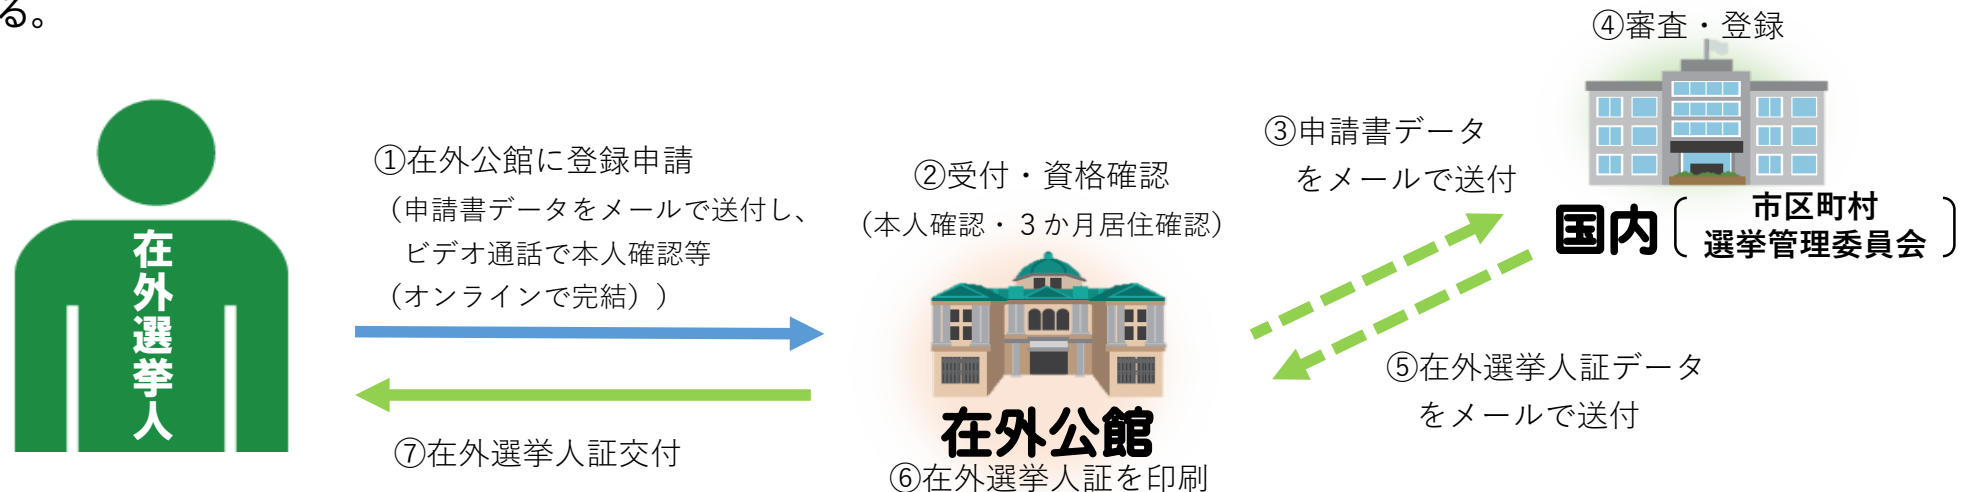 る。
①在外公館に登録申請
（申請書データをメールで送付し、
ビデオ通話で本人確認等
（オンラインで完結））
在外選挙人
⑦在外選挙人証交付
②受付・資格確認
（本人確認・３か月居住確認）
在外公館
⑥在外選挙人証を印刷
③申請書データ
をメールで送付
④審査・登録
国内
市区町村
選挙管理委員会
⑤在外選挙人証データ
をメールで送付